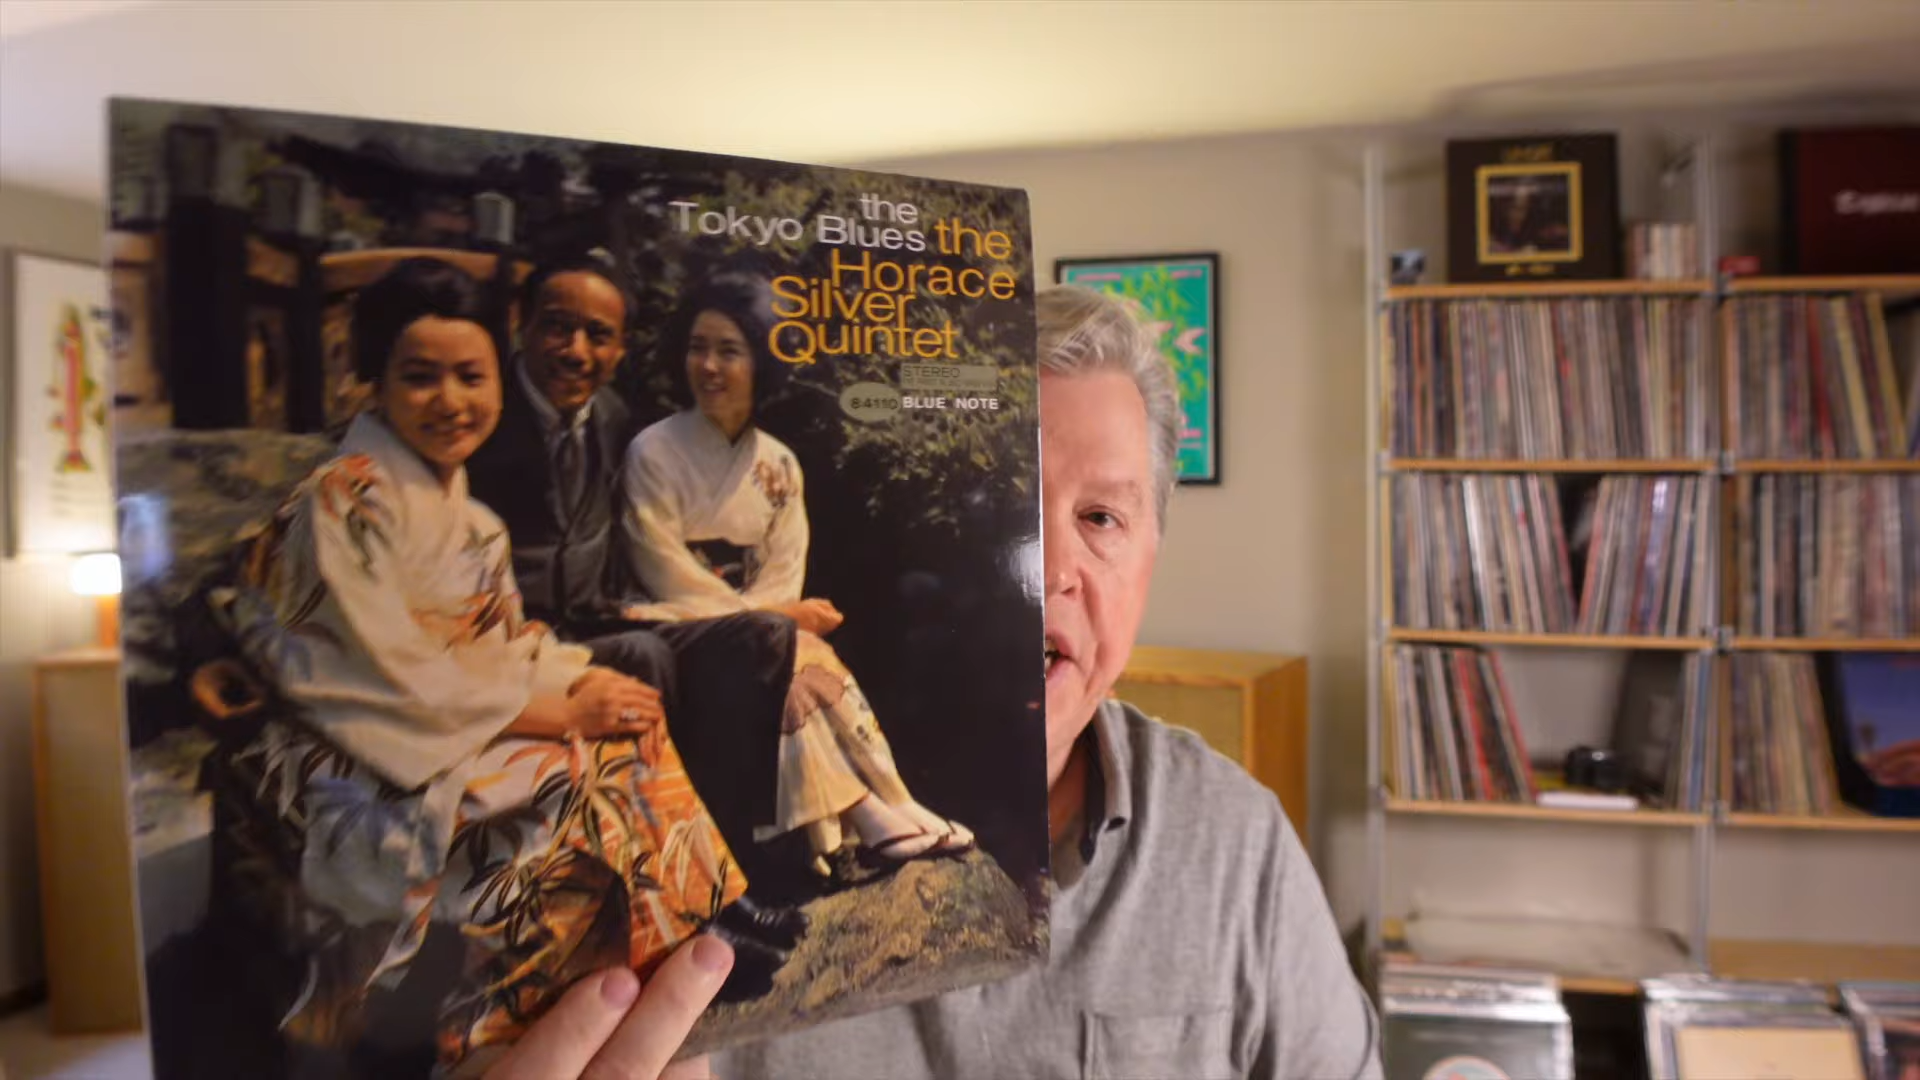 the
Tokyo Blues the
Horace
Silver
Quintet
STEREO
84110 BLUE NOTE